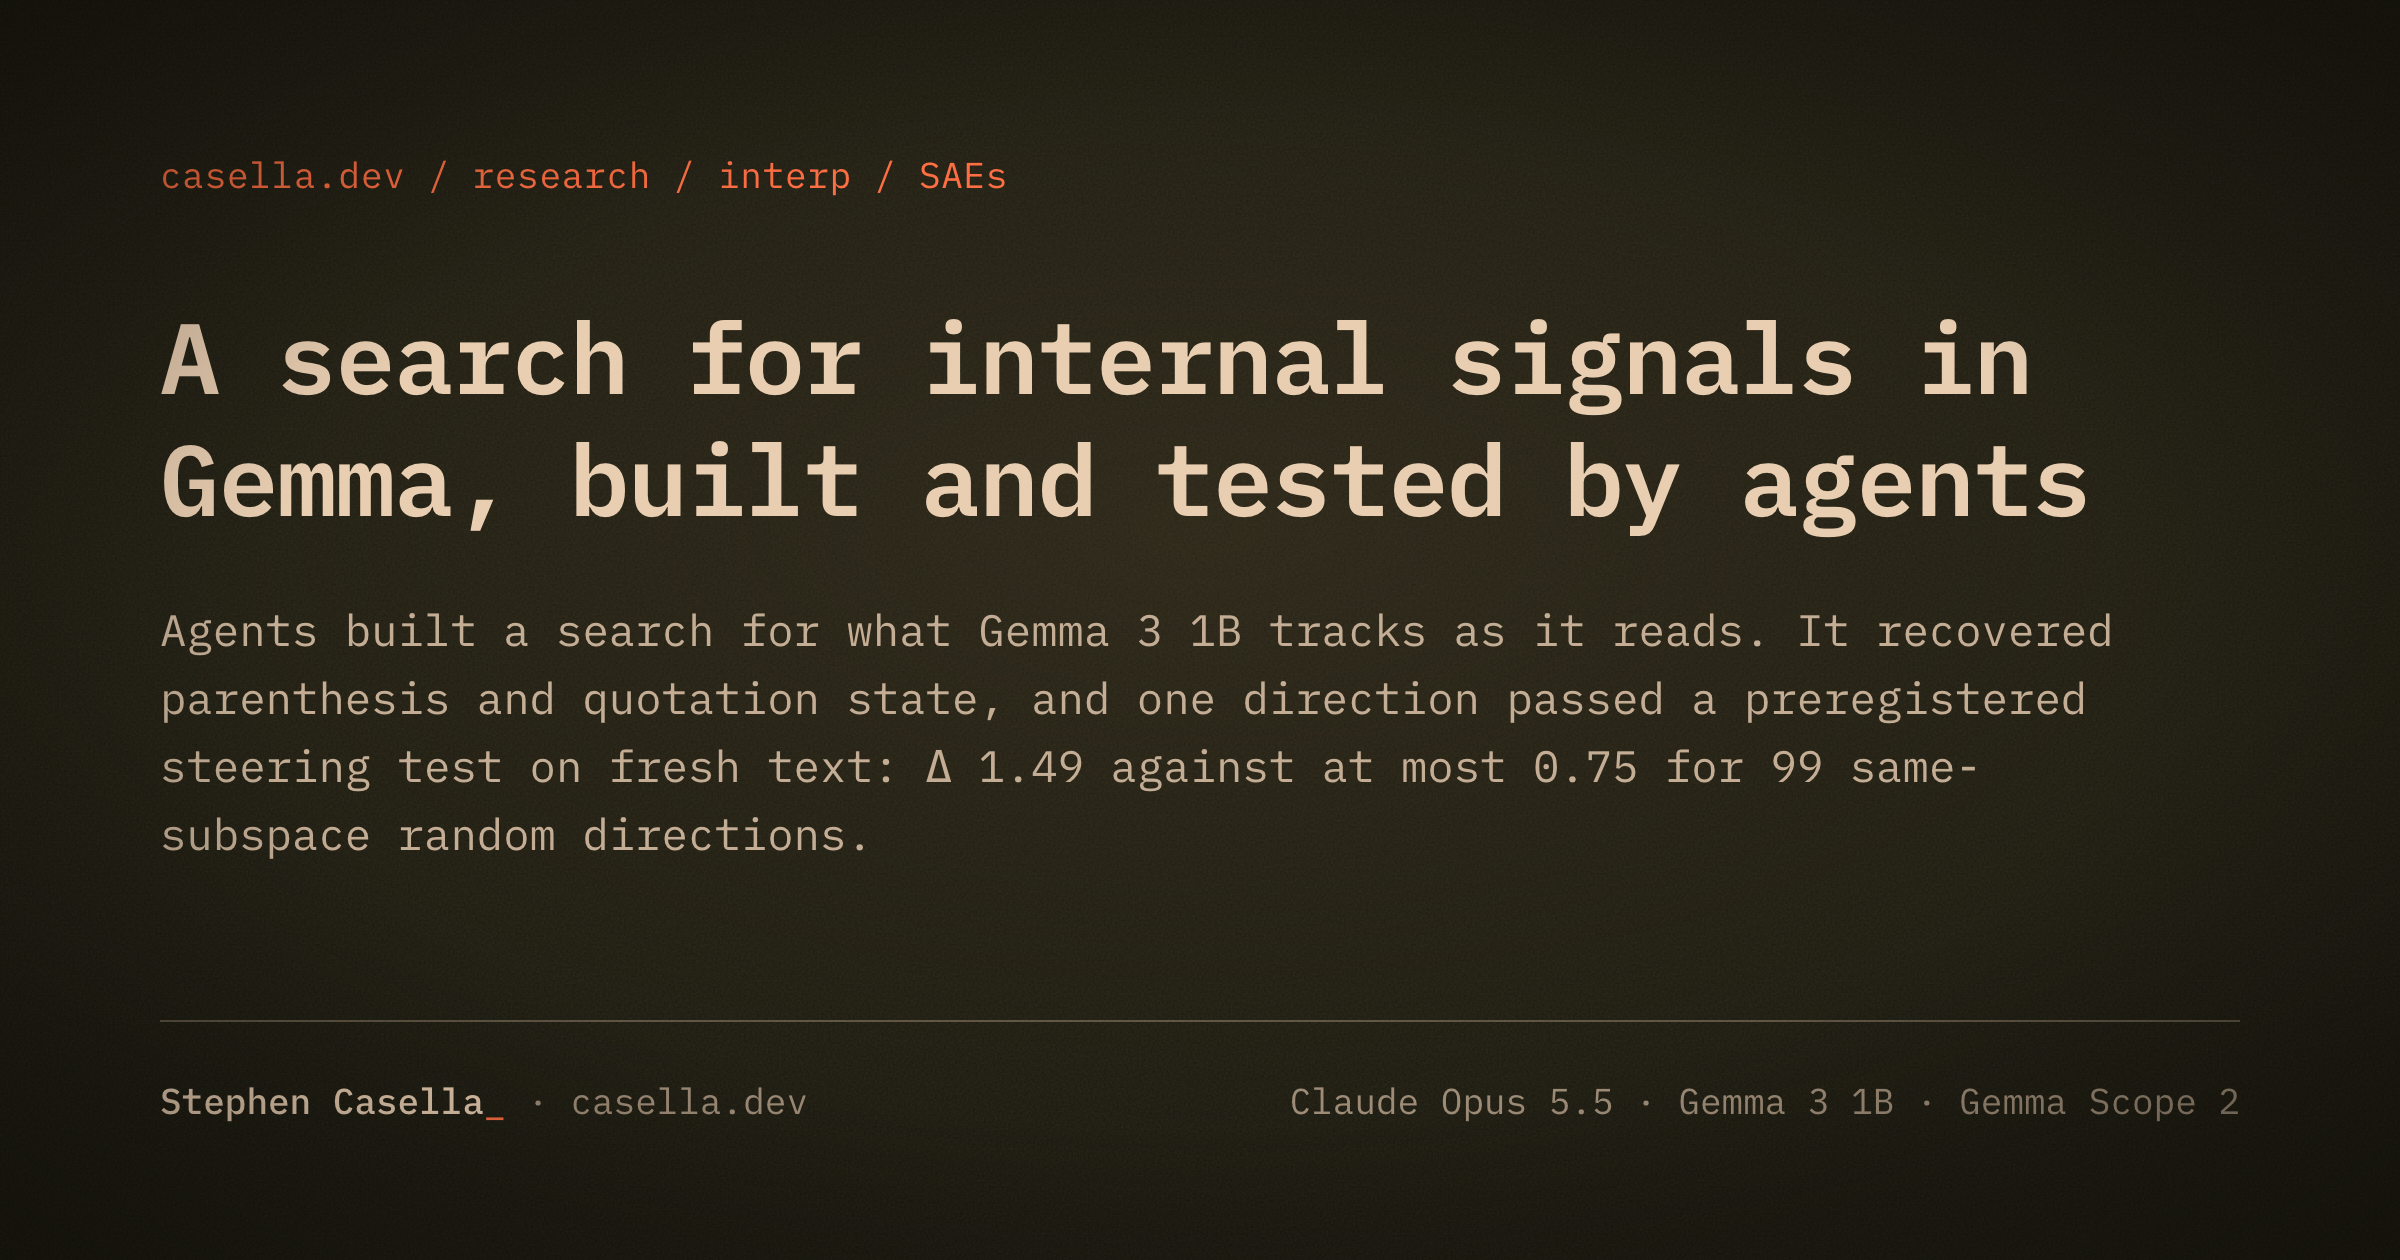 casella.dev / research / interp / SAEs
A search for internal signals in
Gemma, built and tested by agents
Agents built a search for what Gemma 3 1B tracks as it reads. It recovered
parenthesis and quotation state, and one direction passed a preregistered
steering test on fresh text: Δ 1.49 against at most 0.75 for 99 same-
subspace random directions.
Stephen Casella_ · casella.dev
Claude Opus 5.5 · Gemma 3 1B · Gemma Scope 2